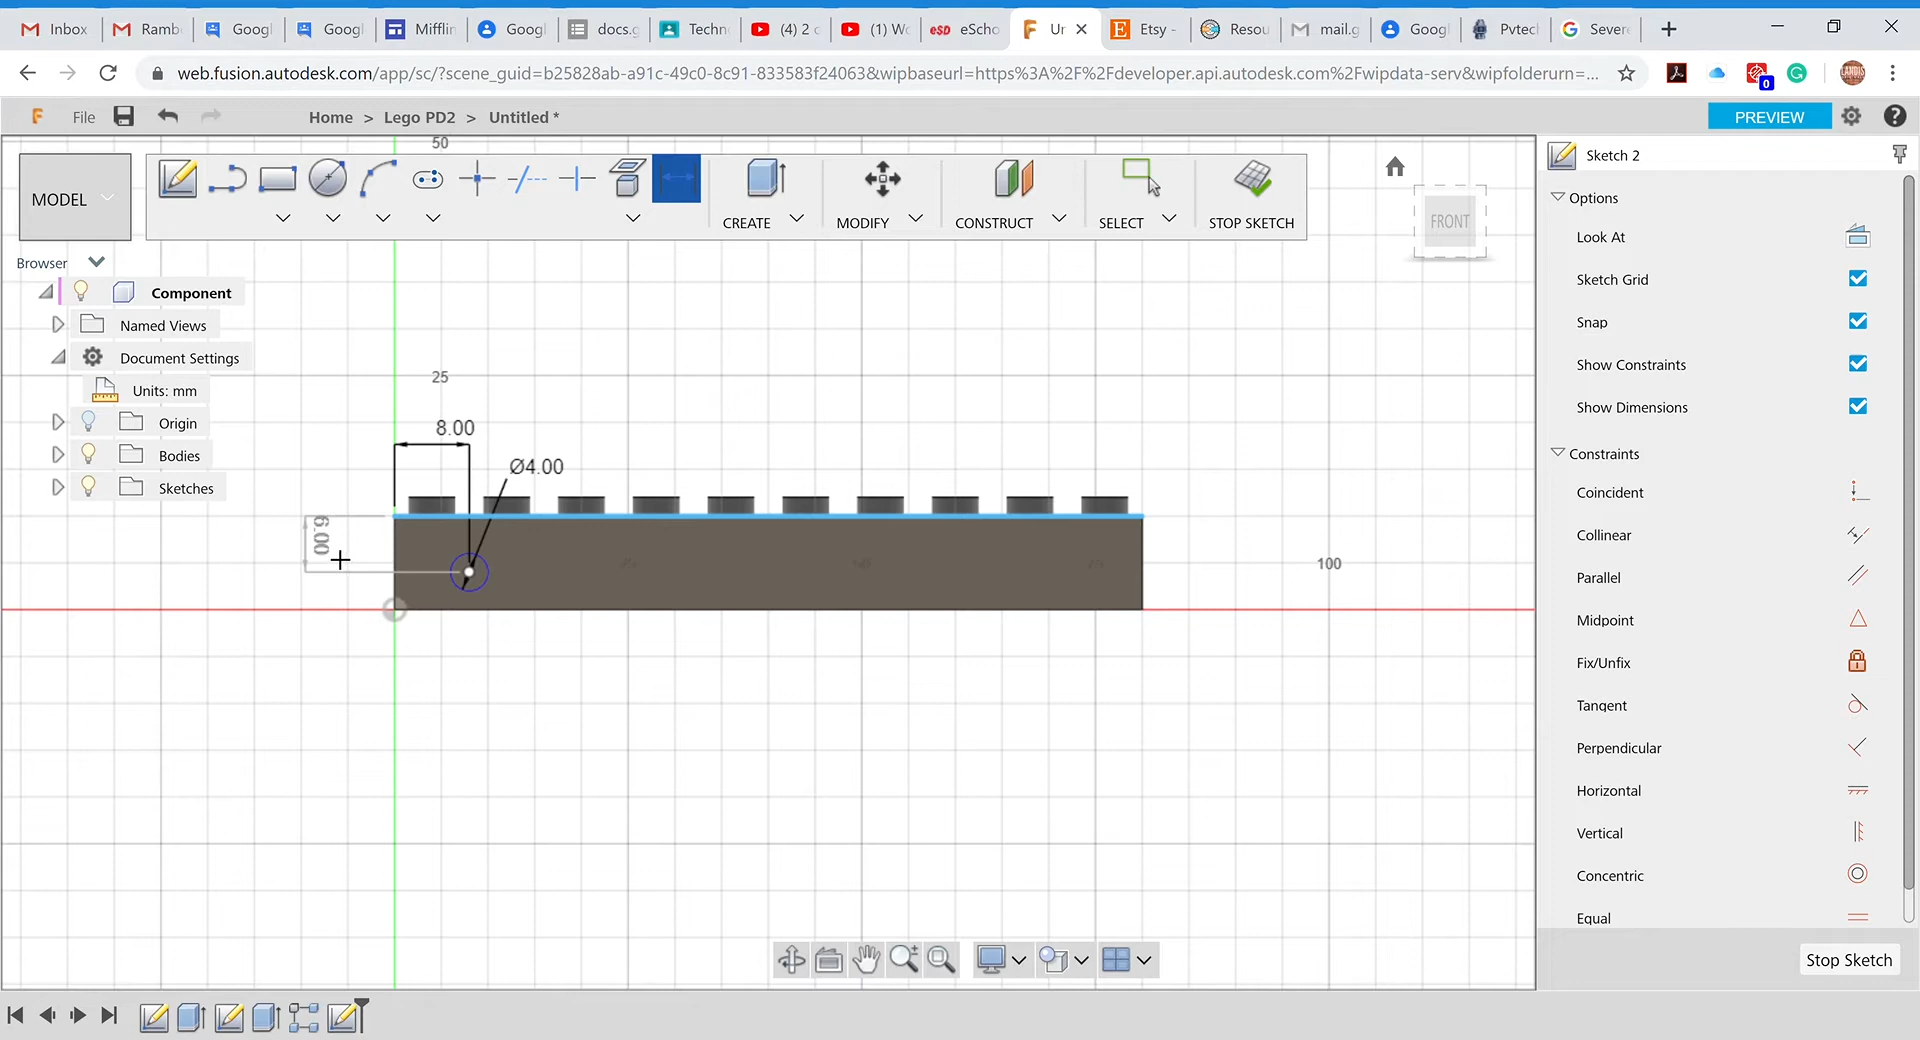 Inbox
Ramb
Googl
Googl
Mifflin
Googl
docs.g
Techn
(4) 2 c
(1) Wo
esD eScho
Ur
Etsy -
Resou
mail.g
Googl
Pvtecl
Sever
web.fusion.autodesk.com/app/sc/?scene_guid=b25828ab-a91c-49c0-8c91-833583f24063&wipbaseurl=https%3A%2F%2Fdeveloper.api.autodesk.com%2Fwipdata-serv&wipfolderurn=...
0
File
Home > Lego PD2 > Untitled *
PREVIEW
50
MODEL
CREATE
MODIFY
CONSTRUCT
SELECT
STOP SKETCH
FRONT
Browser
Component
Named Views
Document Settings
Units: mm
Origin
Bodies
Sketches
25
8.00
Ø4.00
6.00
100
Sketch 2
Options
Look At
Sketch Grid
Snap
Show Constraints
Show Dimensions
Constraints
Coincident
Collinear
Parallel
Midpoint
Fix/Unfix
Tangent
Perpendicular
Horizontal
Vertical
Concentric
Equal
Stop Sketch